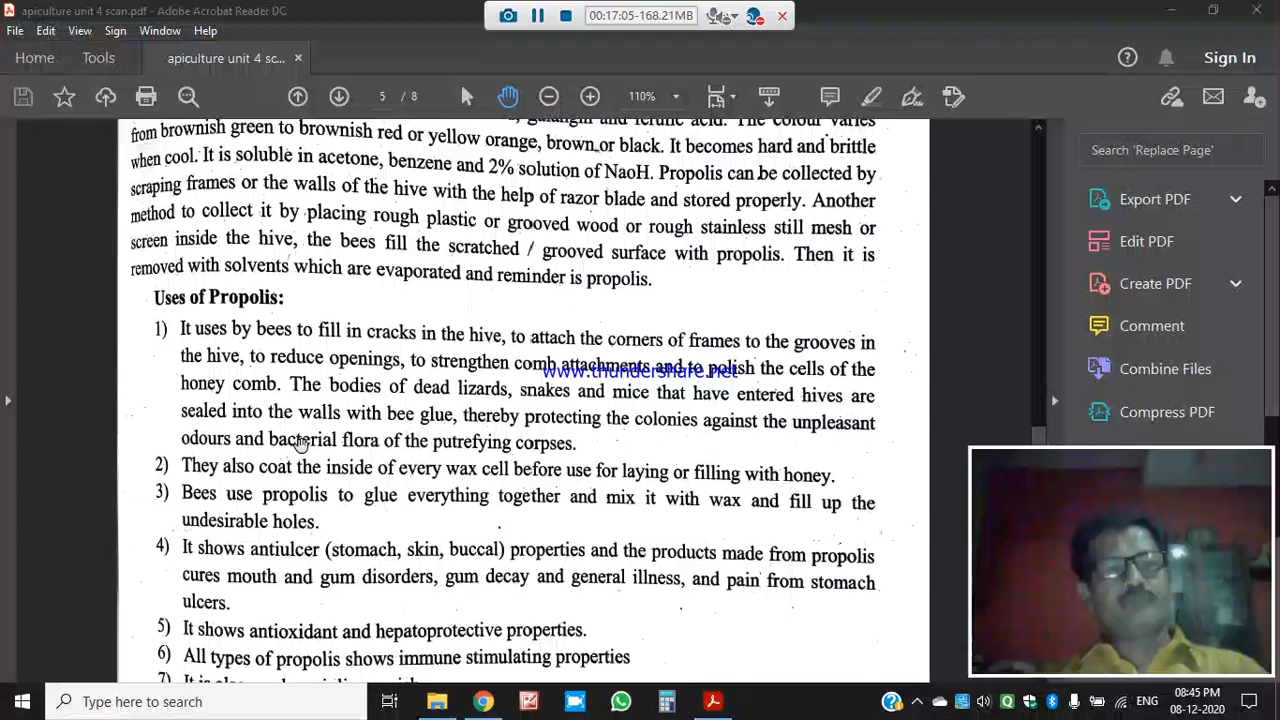 apiculture unit 4 scan.pdf - Adobe Acrobat Reader DC
00:17:05-168.21MB
File Edit View Sign Window Help
Home Tools apiculture unit 4 sc... × Sign In
5 / 8 110%
galangin and ferulic acid. The colour varies
from brownish green to brownish red or yellow orange, brown or black. It becomes hard and brittle
when cool. It is soluble in acetone, benzene and 2% solution of NaoH. Propolis can be collected by
scraping frames or the walls of the hive with the help of razor blade and stored properly. Another
method to collect it by placing rough plastic or grooved wood or rough stainless still mesh or
screen inside the hive, the bees fill the scratched / grooved surface with propolis. Then it is
removed with solvents which are evaporated and reminder is propolis.
Uses of Propolis:
1) It uses by bees to fill in cracks in the hive, to attach the corners of frames to the grooves in
the hive, to reduce openings, to strengthen comb attachments and to polish the cells of the
www.thundershare.net
honey comb. The bodies of dead lizards, snakes and mice that have entered hives are
sealed into the walls with bee glue, thereby protecting the colonies against the unpleasant
odours and bacterial flora of the putrefying corpses.
2) They also coat the inside of every wax cell before use for laying or filling with honey.
3) Bees use propolis to glue everything together and mix it with wax and fill up the
undesirable holes.
4) It shows antiulcer (stomach, skin, buccal) properties and the products made from propolis
cures mouth and gum disorders, gum decay and general illness, and pain from stomach
ulcers.
5) It shows antioxidant and hepatoprotective properties.
6) All types of propolis shows immune stimulating properties
7)
Search 'Replace Page'
Export PDF
Edit PDF
Create PDF
Comment
Combine Files
Compress PDF
Type here to search
ENG
08:45 PM
08-12-2020